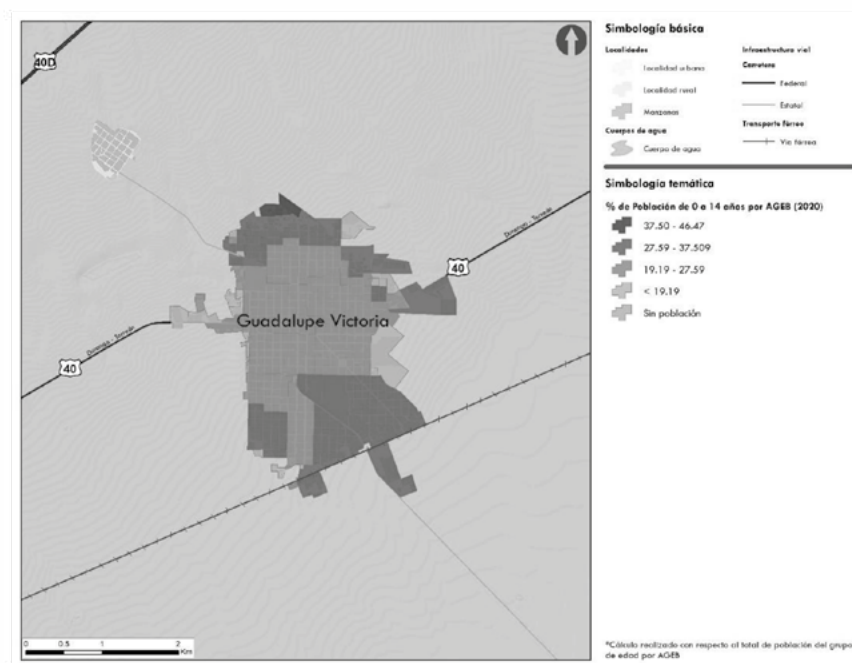 40D
40
Durango - Torreón
Guadalupe Victoria
Durango - Torreón
40
0 0.5 1 2
Km
Simbología básica
Localidades
Localidad urbana
Localidad rural
Manzanas
Cuerpos de agua
Cuerpo de agua
Infraestructura vial
Carretera
Federal
Estatal
Transporte férreo
Vía férrea
Simbología temática
% de Población de 0 a 14 años por AGEB (2020)
37.50 - 46.47
27.59 - 37.509
19.19 - 27.59
< 19.19
Sin población
*Cálculo realizado con respecto al total de población del grupo
de edad por AGEB